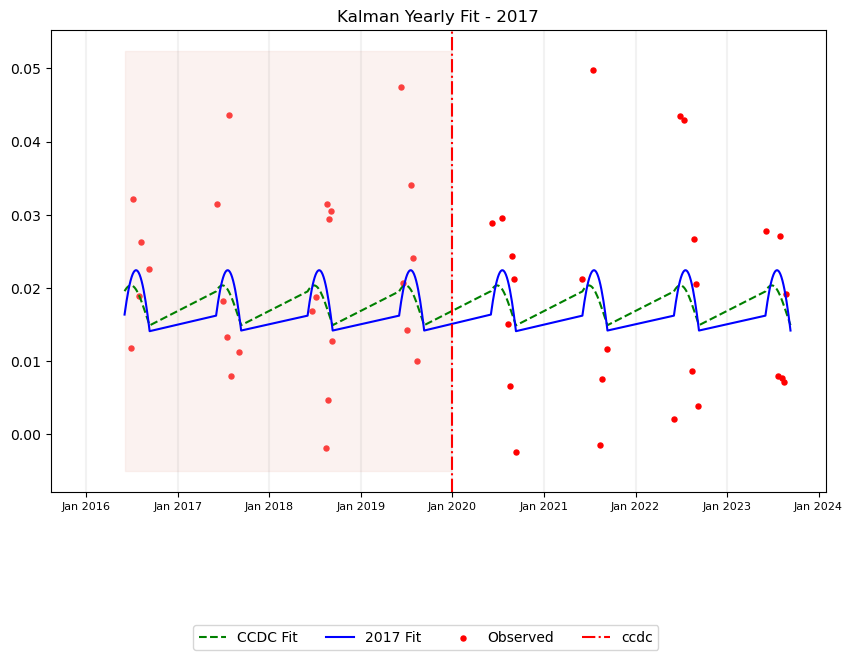 Kalman Yearly Fit - 2017
0.05
0.04
0.03
0.02
0.01
0.00
Jan 2016 Jan 2017 Jan 2018 Jan 2019 Jan 2020 Jan 2021 Jan 2022 Jan 2023 Jan 2024
CCDC Fit 2017 Fit Observed ccdc